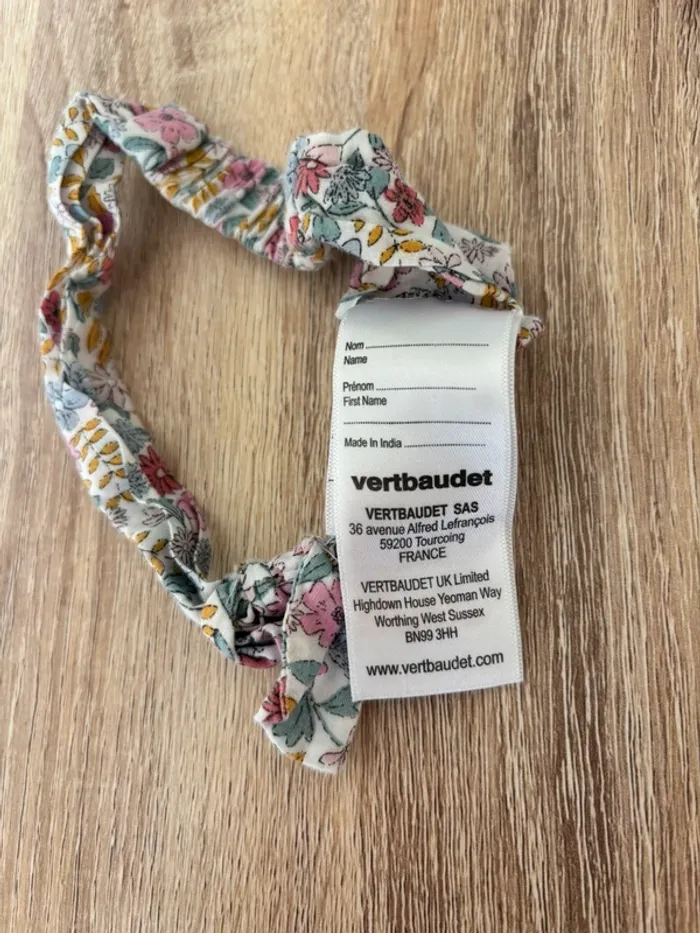 Nom
Name
Prénom
First Name
Made In India
vertbaudet
VERTBAUDET SAS
36 avenue Alfred Lefrançois
59200 Tourcoing
FRANCE
VERTBAUDET UK Limited
Highdown House Yeoman Way
Worthing West Sussex
BN99 3HH
www.vertbaudet.com